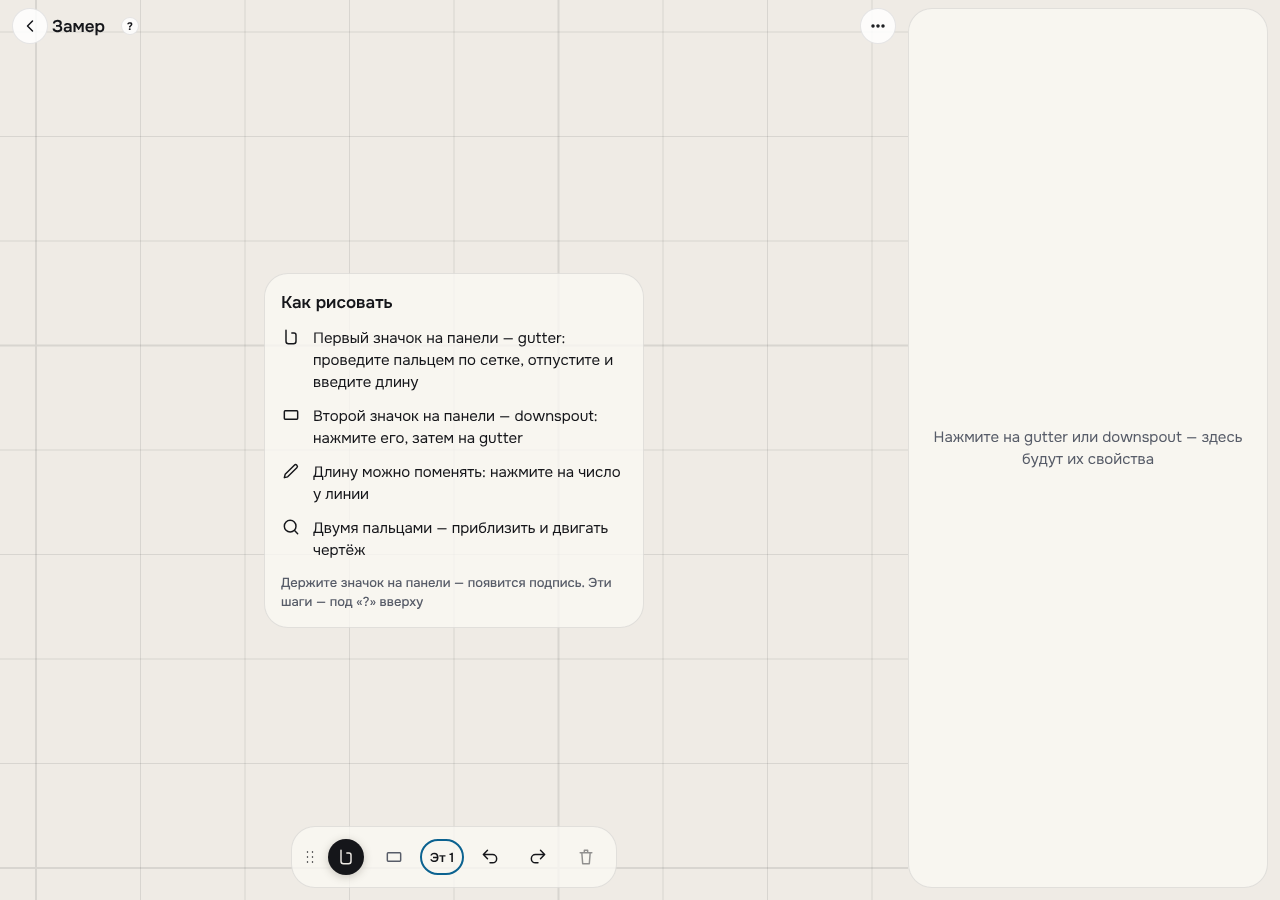 Замер
?
Как рисовать
Первый значок на панели — gutter:
проведите пальцем по сетке, отпустите и
введите длину
Второй значок на панели — downspout:
нажмите его, затем на gutter
Длину можно поменять: нажмите на число
у линии
Двумя пальцами — приблизить и двигать
чертёж
Держите значок на панели — появится подпись. Эти
шаги — под «?» вверху
Нажмите на gutter или downspout — здесь
будут их свойства
Эт 1